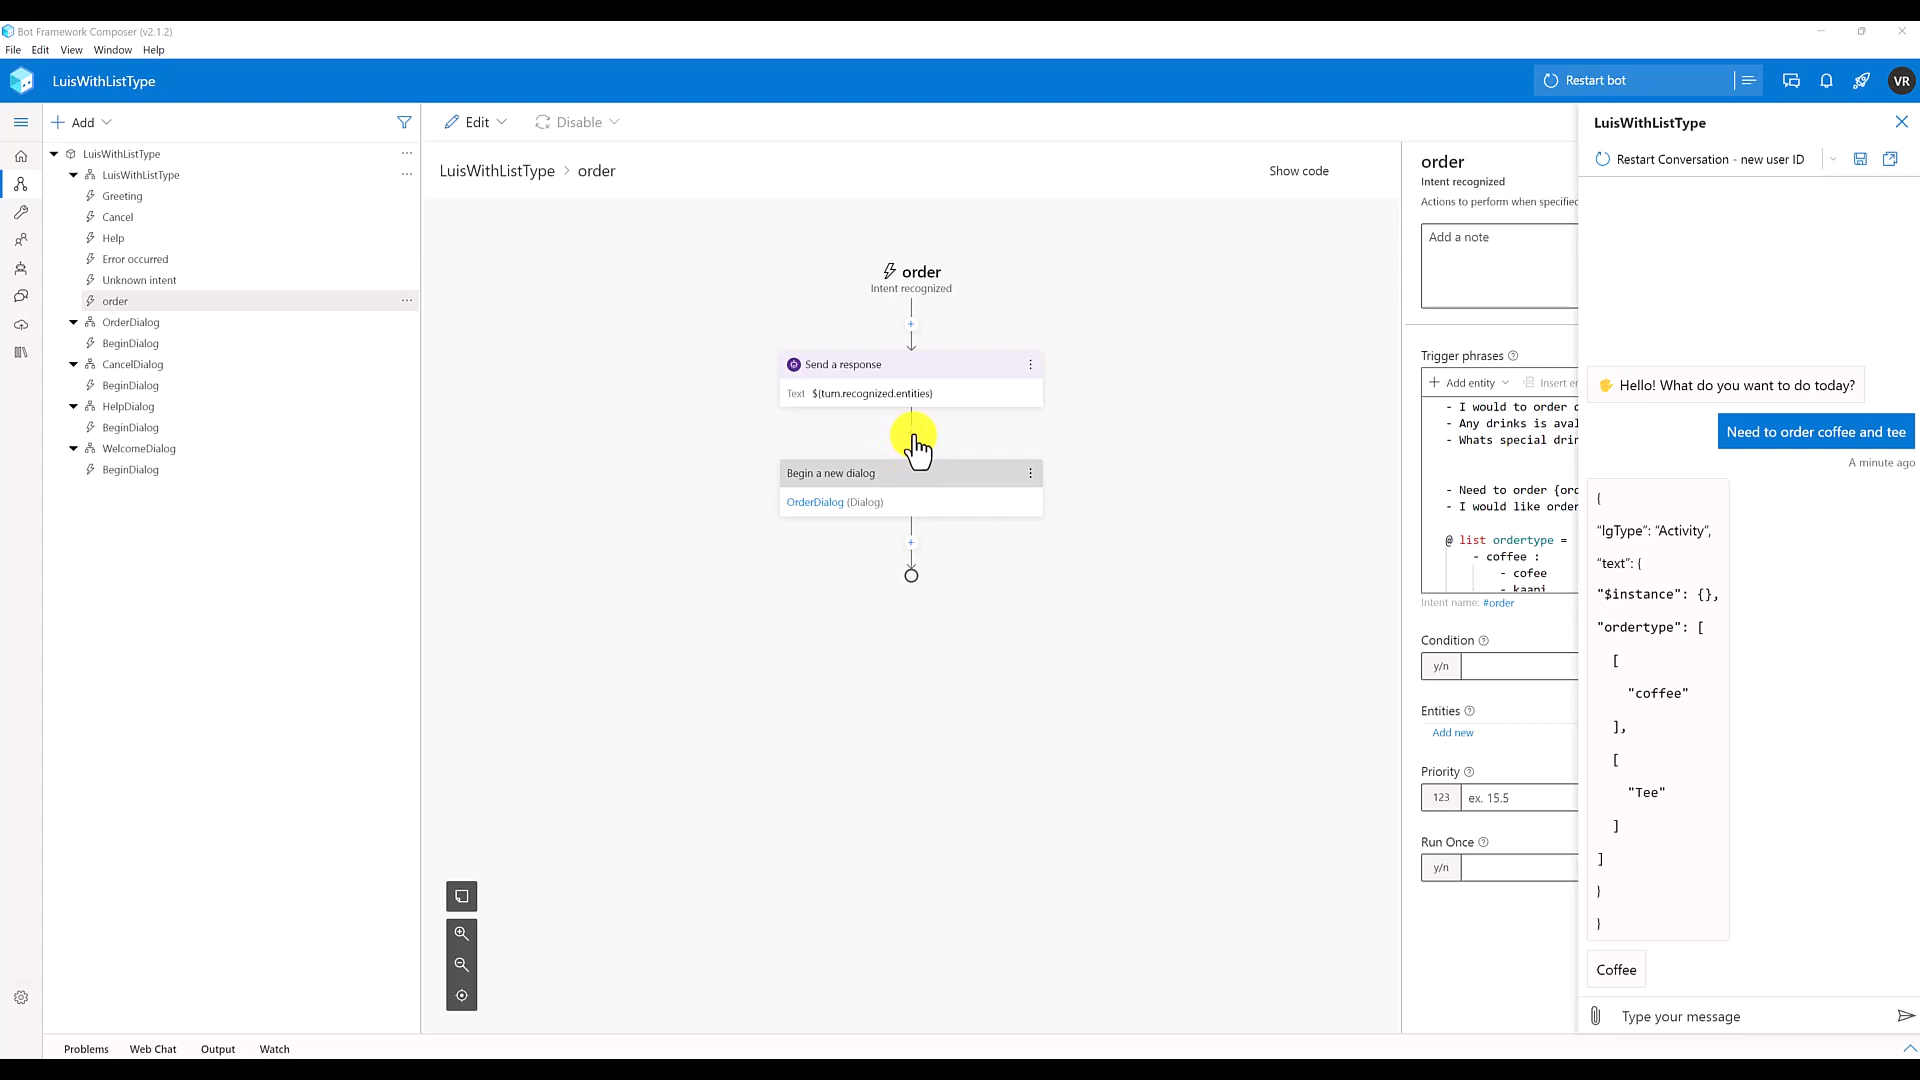 Bot Framework Composer (v2.1.2)
File Edit View Window Help
LuisWithListType
Restart bot
VR
Add
Edit
Disable
LuisWithListType
LuisWithListType
Greeting
Cancel
Help
Error occurred
Unknown intent
order
OrderDialog
BeginDialog
CancelDialog
BeginDialog
HelpDialog
BeginDialog
WelcomeDialog
BeginDialog
LuisWithListType > order
Show code
order
Intent recognized
Send a response
Text ${turn.recognized.entities}
Begin a new dialog
OrderDialog (Dialog)
order
Intent recognized
Actions to perform when specified
Add a note
Trigger phrases
Add entity
Insert en
- I would to order
- Any drinks is
- Whats special
- Need to order {ord
- I would like order
@ list ordertype =
- coffee :
- cofee
- kaapi
Intent name: #order
Condition
y/n
Entities
Add new
Priority
123 ex. 15.5
Run Once
y/n
LuisWithListType
Restart Conversation - new user ID
👋 Hello! What do you want to do today?
Need to order coffee and tee
A minute ago
{
"lgType": "Activity",
"text": {
"$instance": {},
"ordertype": [
[
"coffee"
],
[
"Tee"
]
]
}
}
Coffee
Type your message
Problems Web Chat Output Watch